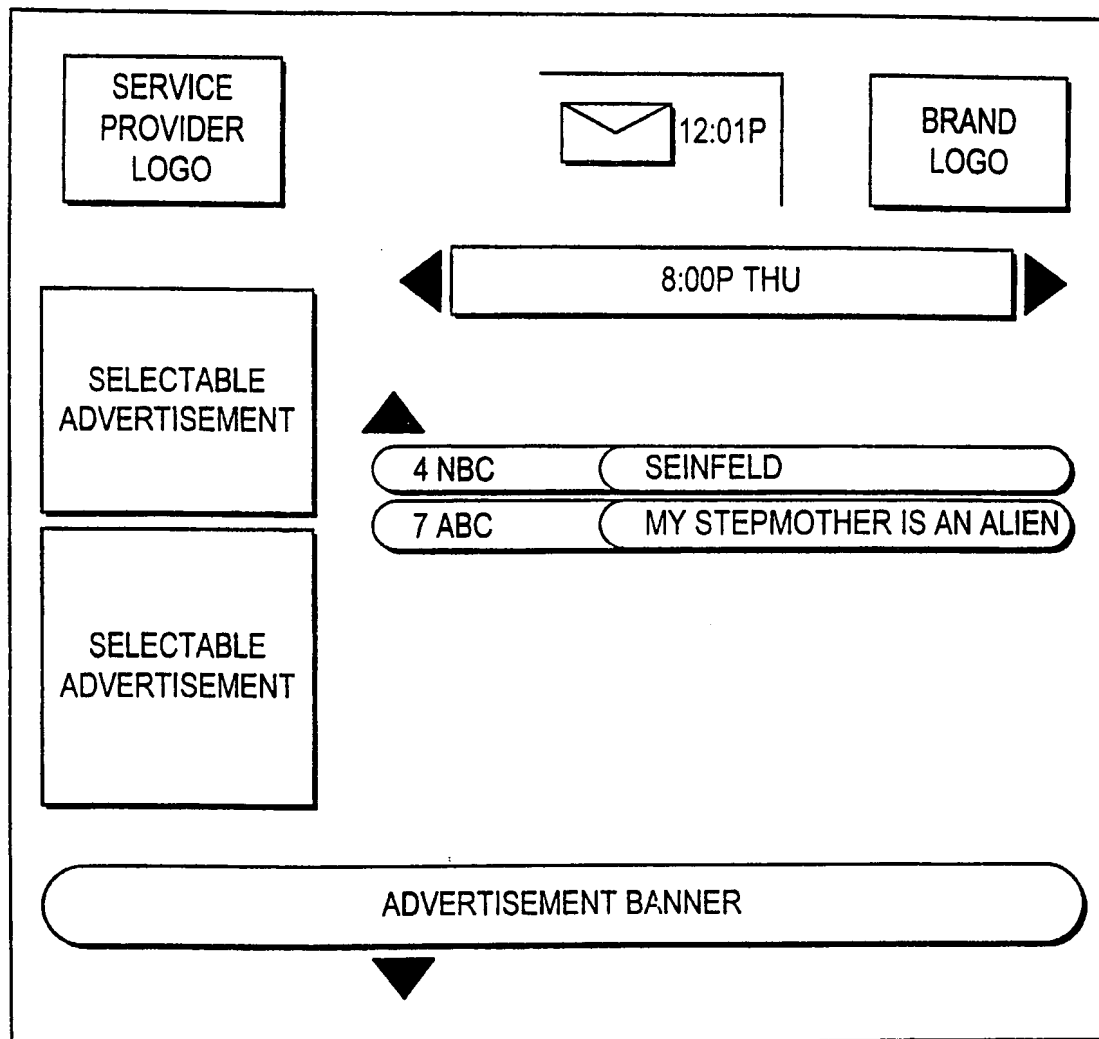 SERVICE
PROVIDER
LOGO
12:01P
BRAND
LOGO
8:00P THU
SELECTABLE
ADVERTISEMENT
4 NBC SEINFELD
7 ABC MY STEPMOTHER IS AN ALIEN
SELECTABLE
ADVERTISEMENT
ADVERTISEMENT BANNER